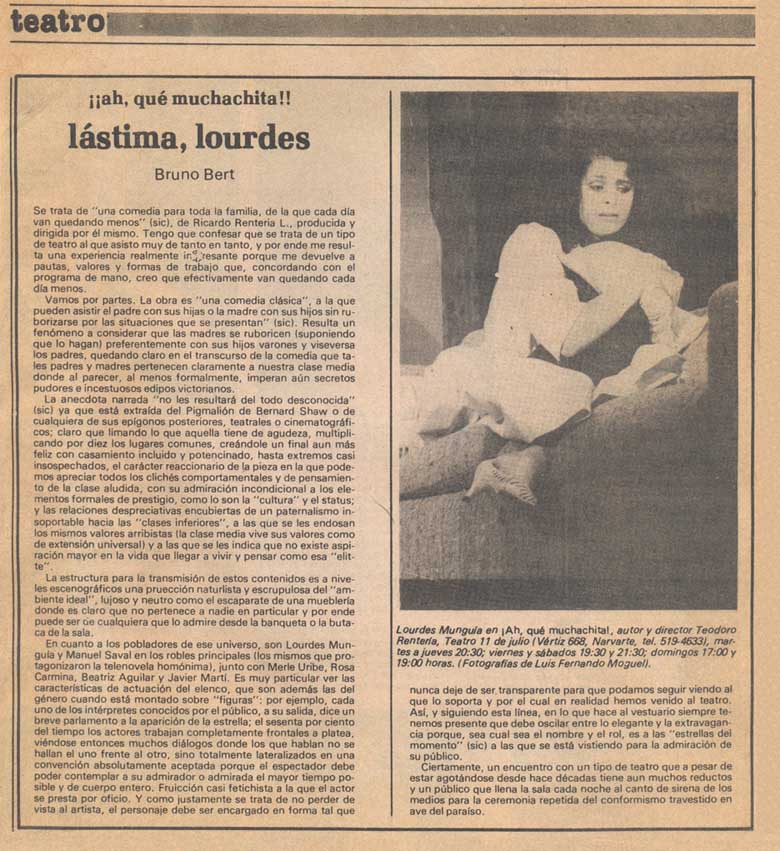 teatro
¡¡ah, qué muchachita!!
lástima, lourdes
Bruno Bert
Se trata de "una comedia para toda la familia, de la que cada día
van quedando menos" (sic), de Ricardo Renteria L., producida y
dirigida por él mismo. Tengo que confesar que se trata de un tipo
de teatro al que asisto muy de tanto en tanto, y por ende me resul-
ta una experiencia realmente interesante porque me devuelve a
pautas, valores y formas de trabajo que, concordando con el
programa de mano, creo que efectivamente van quedando cada
día menos.
Vamos por partes. La obra es "una comedia clásica", a la que
pueden asistir el padre con sus hijas o la madre con sus hijos sin ru-
borizarse por las situaciones que se presentan" (sic). Resulta un
fenómeno a considerar que las madres se ruboricen (suponiendo
que lo hagan) preferentemente con sus hijos varones y viseversa
los padres, quedando claro en el transcurso de la comedia que ta-
les padres y madres pertenecen claramente a nuestra clase media
donde al parecer, al menos formalmente, imperan aún secretos
pudores e incestuosos edipos victorianos.
La anécdota narrada "no les resultará del todo desconocida"
(sic) ya que está extraída del Pigmalión de Bernard Shaw o de
cualquiera de sus epígonos posteriores, teatrales o cinematográfi-
cos; claro que limando lo que aquella tiene de agudeza, multipli-
cando por diez los lugares comunes, creándole un final aun más
feliz con casamiento incluido y potencinado, hasta extremos casi
insospechados, el carácter reaccionario de la pieza en la que pode-
mos apreciar todos los clichés comportamentales y de pensamien-
to de la clase aludida, con su admiración incondicional a los ele-
mentos formales de prestigio, como lo son la "cultura" y el status;
y las relaciones despreciativas encubiertas de un paternalismo in-
soportable hacia las "clases inferiores", a las que se les endosan
los mismos valores arribistas (la clase media vive sus valores como
de extensión universal) y a las que se les indica que no existe aspi-
ración mayor en la vida que llegar a vivir y pensar como esa "elit-
te".
La estructura para la transmisión de estos contenidos es a nive-
les escenográficos una pruección naturlista y escrupulosa del "am-
biente ideal", lujoso y neutro como el escaparate de una mueblería
donde es claro que no pertenece a nadie en particular y por ende
puede ser de cualquiera que lo admire desde la banqueta o la buta-
ca de la sala.
En cuanto a los pobladores de ese universo, son Lourdes Mun-
guía y Manuel Saval en los robles principales (los mismos que pro-
tagonizaron la telenovela homónima), junto con Merle Uribe, Rosa
Carmina, Beatriz Aguilar y Javier Martí. Es muy particular ver las
características de actuación del elenco, que son además las del
género cuando está montado sobre "figuras": por ejemplo, cada
uno de los intérpretes conocidos por el público, a su salida, dice un
breve parlamento a la aparición de la estrella; el sesenta por ciento
del tiempo los actores trabajan completamente frontales a platea,
viéndose entonces muchos diálogos donde los que hablan no se
hallan el uno frente al otro, sino totalmente lateralizados en una
convención absolutamente aceptada porque el espectador debe
poder contemplar a su admirador o admirada el mayor tiempo po-
sible y de cuerpo entero. Fruicción casi fetichista a la que el actor
se presta por oficio. Y como justamente se trata de no perder de
vista al artista, el personaje debe ser encargado en forma tal que
Lourdes Munguía en ¡Ah, qué muchachita!, autor y director Teodoro
Rentería, Teatro 11 de julio (Vértiz 668, Narvarte, tel. 519-4633), mar-
tes a jueves 20:30; viernes y sábados 19:30 y 21:30; domingos 17:00 y
19:00 horas. (Fotografías de Luis Fernando Moguel).
nunca deje de ser transparente para que podamos seguir viendo al
que lo soporta y por el cual en realidad hemos venido al teatro.
Así, y siguiendo esta línea, en lo que hace al vestuario siempre te-
nemos presente que debe oscilar entre lo elegante y la extravagan-
cia porque, sea cual sea el nombre y el rol, es a las "estrellas del
momento" (sic) a las que se está vistiendo para la admiración de
su público.
Ciertamente, un encuentro con un tipo de teatro que a pesar de
estar agotándose desde hace décadas tiene aun muchos reductos
y un público que llena la sala cada noche al canto de sirena de los
medios para la ceremonia repetida del conformismo travestido en
ave del paraíso.